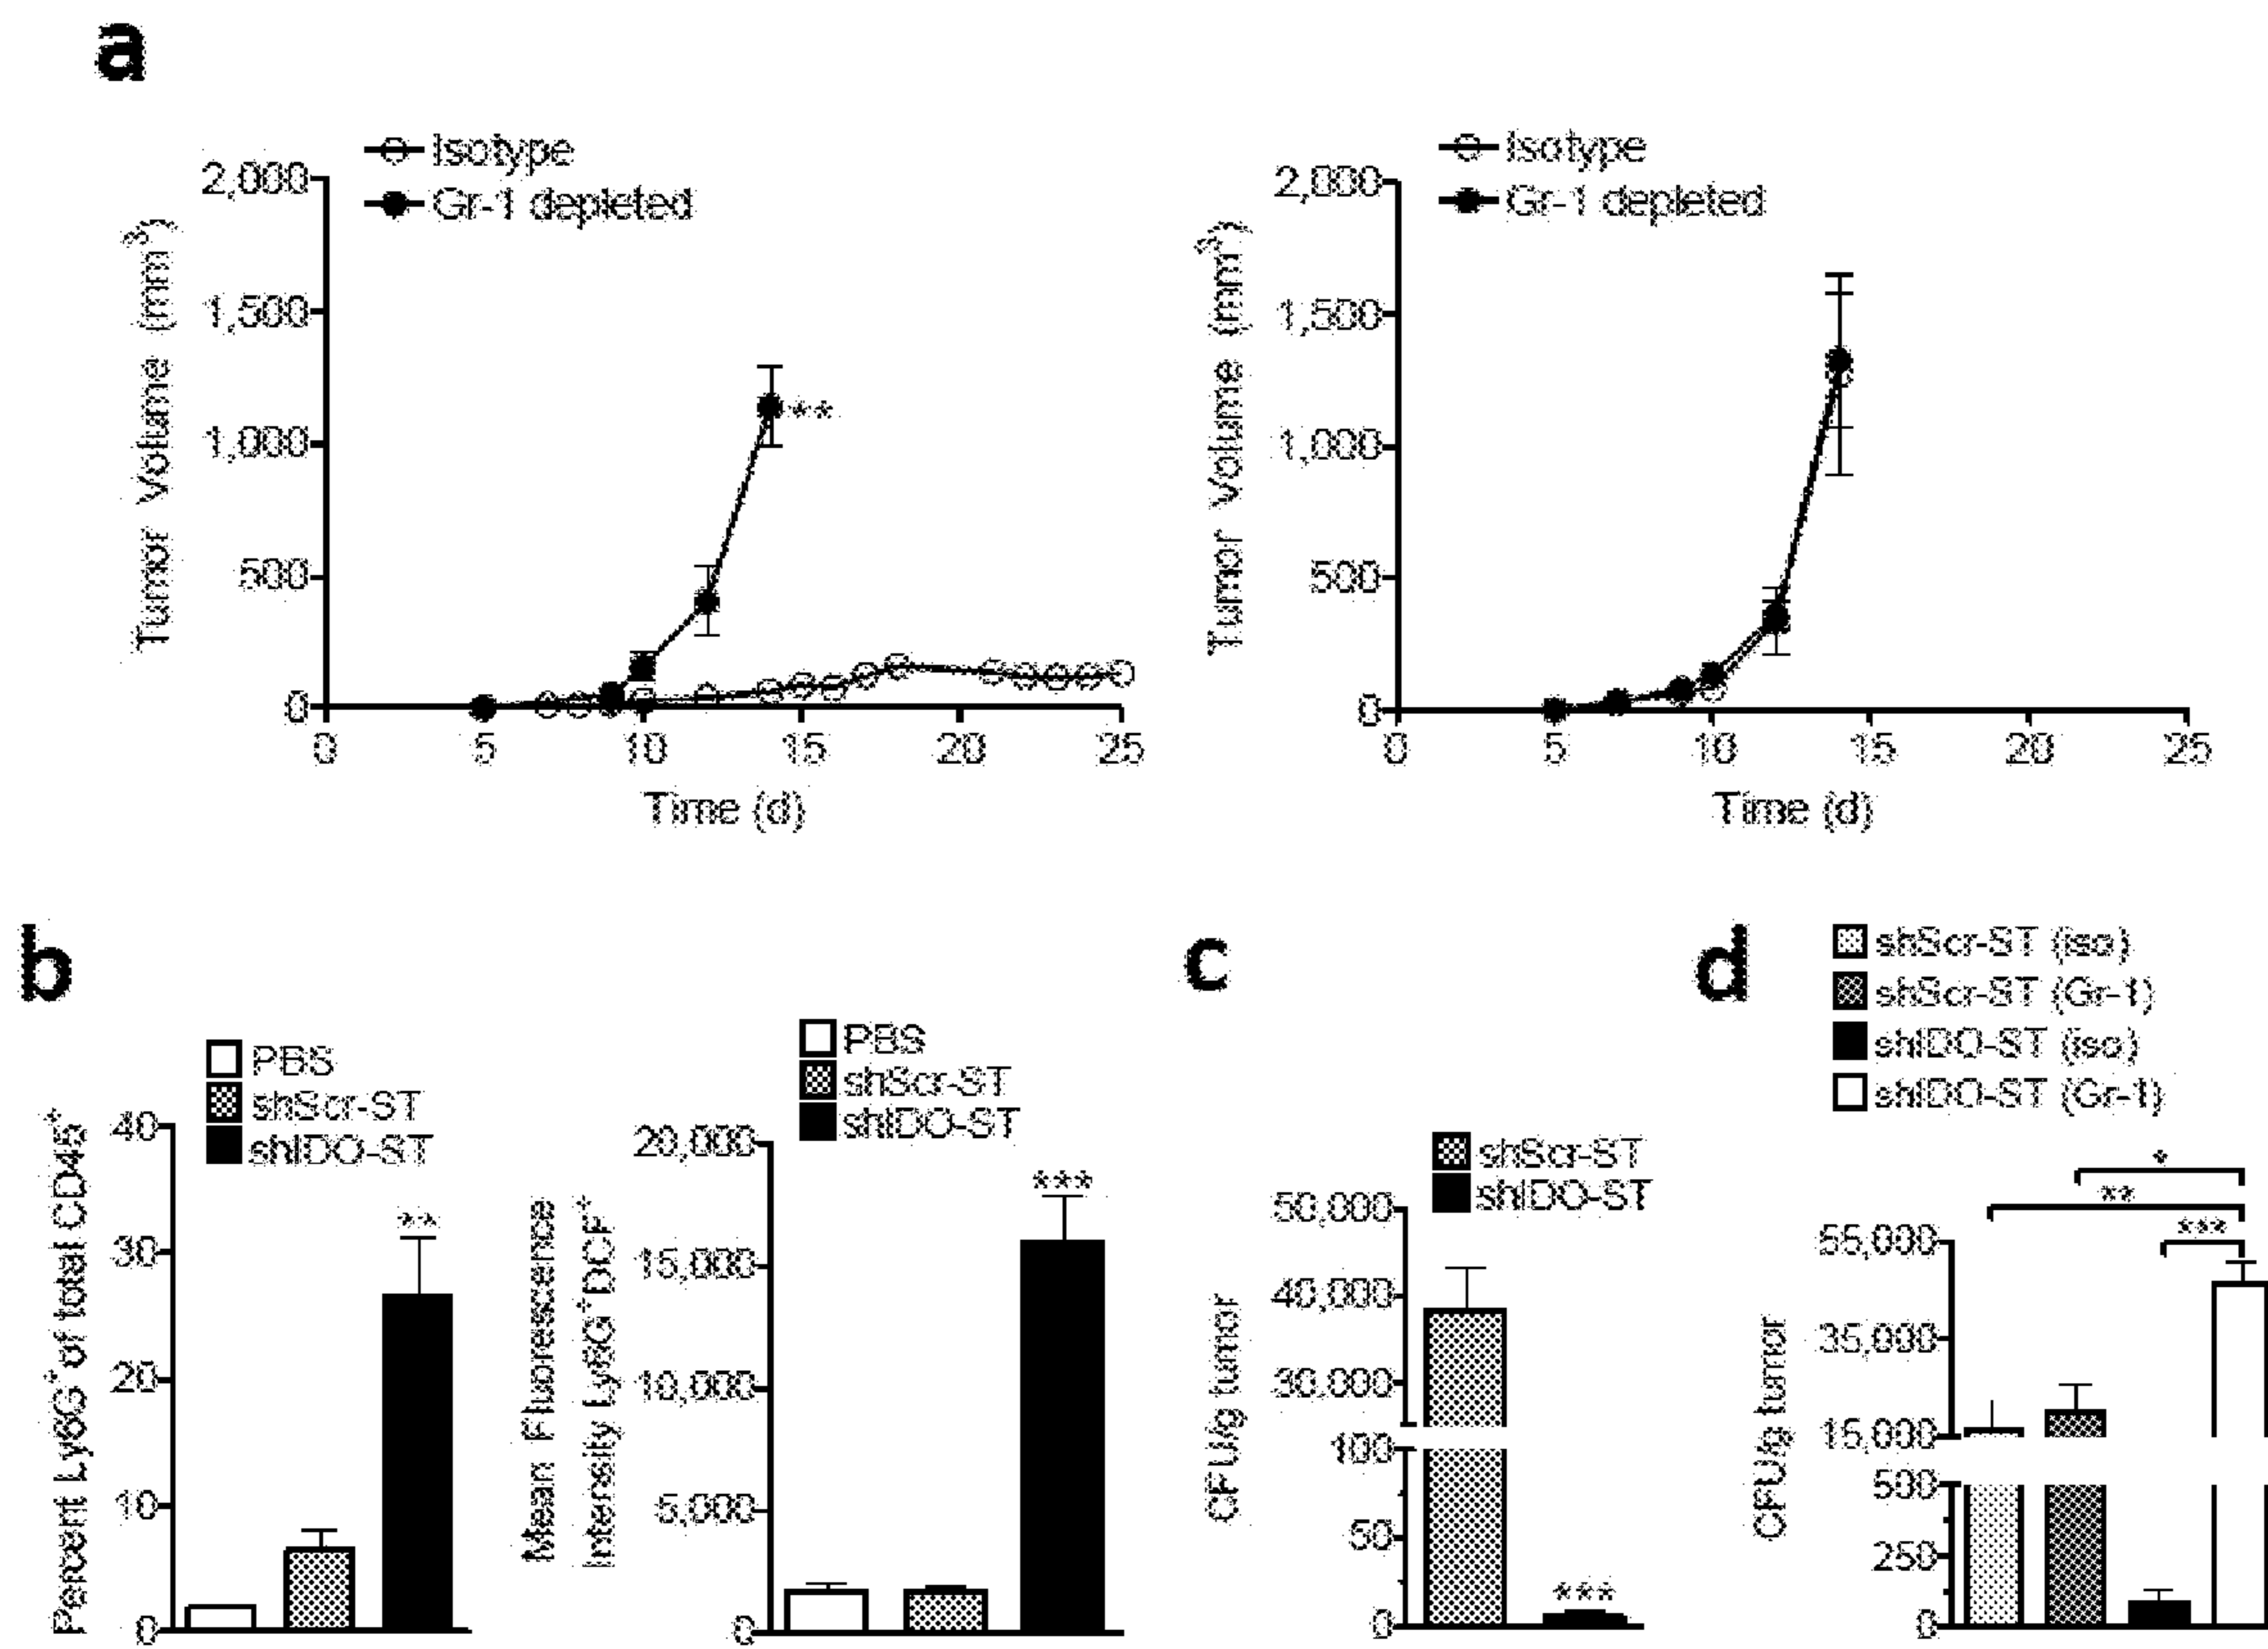 a
Isotype
Gr-1 depleted
2,000
1,500
1,000
500
0
Tumor Volume (mm³)
0 5 10 15 20 25
Time (d)
**
Isotype
Gr-1 depleted
2,000
1,500
1,000
500
0
Tumor Volume (mm³)
0 5 10 15 20 25
Time (d)
b
PBS
shScr-ST
shIDO-ST
40
30
20
10
0
Percent Ly6G⁺ of total CD45⁺
**
PBS
shScr-ST
shIDO-ST
20,000
15,000
10,000
5,000
0
Mean Fluorescence
Intensity Ly6G⁺DCF⁺
***
c
shScr-ST
shIDO-ST
50,000
40,000
30,000
100
50
0
CFU/g tumor
***
d
shScr-ST (iso)
shScr-ST (Gr-1)
shIDO-ST (iso)
shIDO-ST (Gr-1)
*
**
***
55,000
35,000
15,000
500
250
0
CFU/g tumor